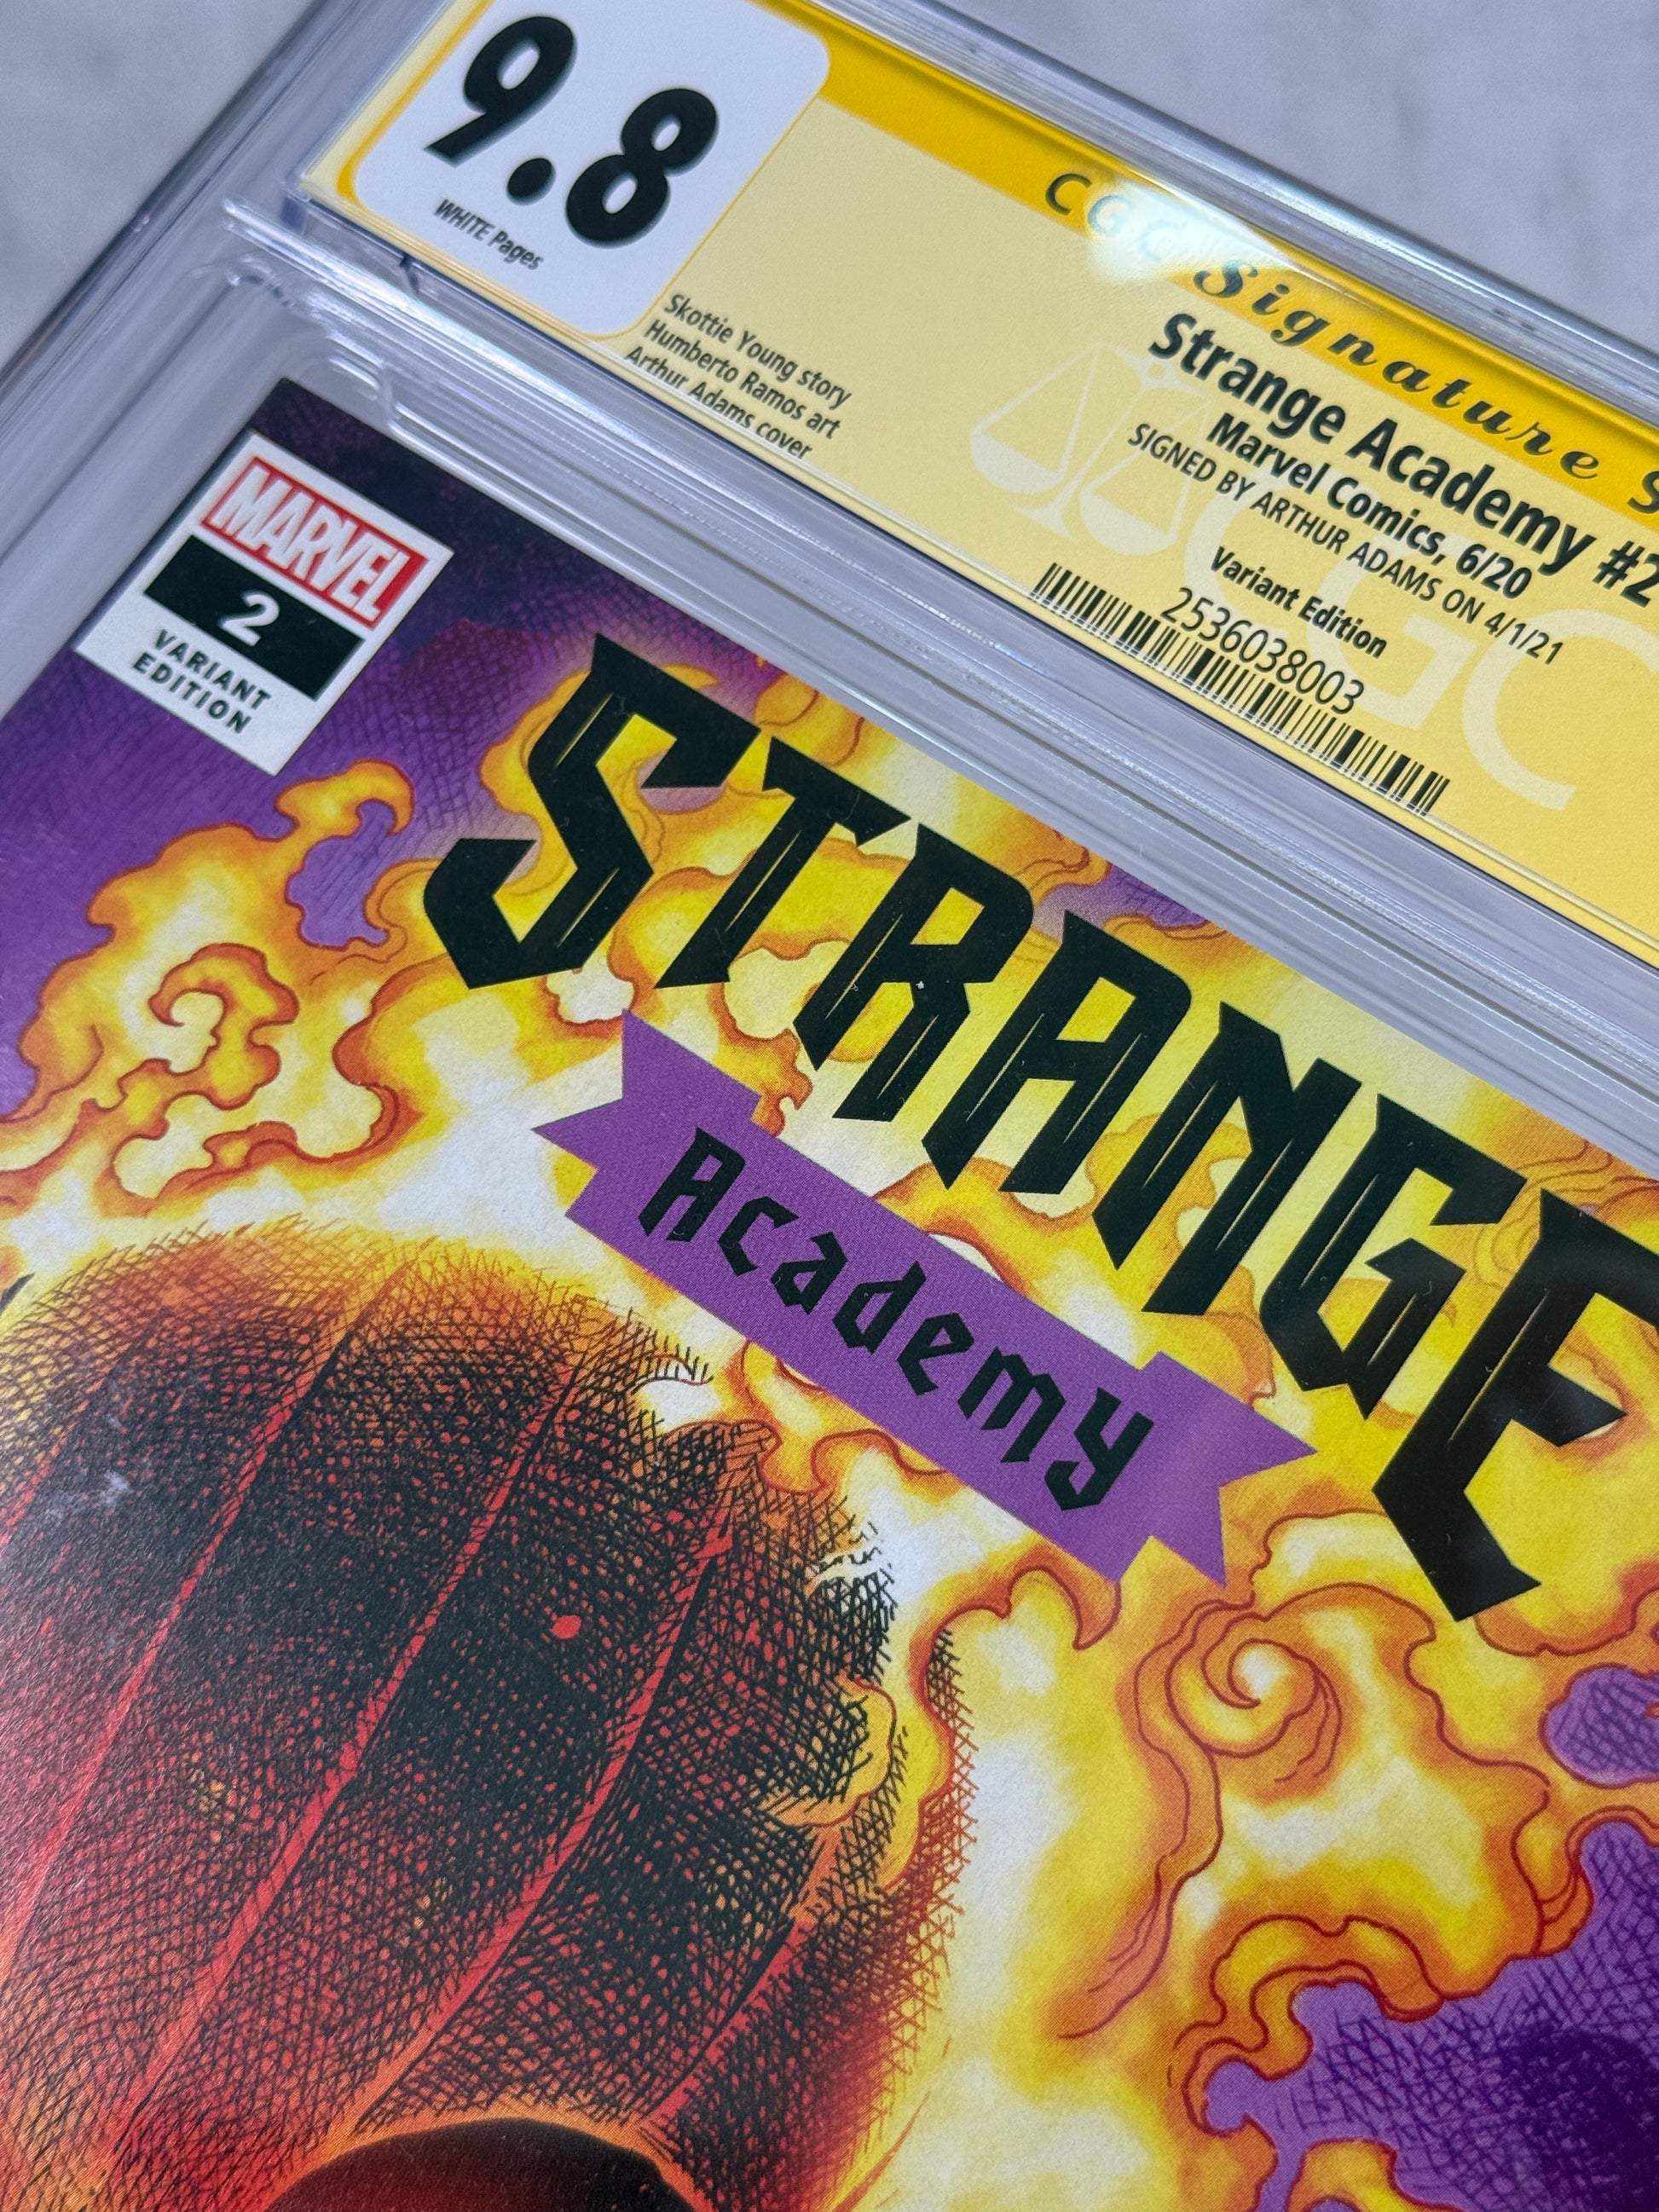 9.8
WHITE Pages
Skottie Young story
Humberto Ramos art
Arthur Adams cover
CGC Signature S
Strange Academy #2
Marvel Comics, 6/20
SIGNED BY ARTHUR ADAMS ON 4/1/21
Variant Edition
2536038003
CGC
MARVEL
2
VARIANT
EDITION
STRANGE
Academy